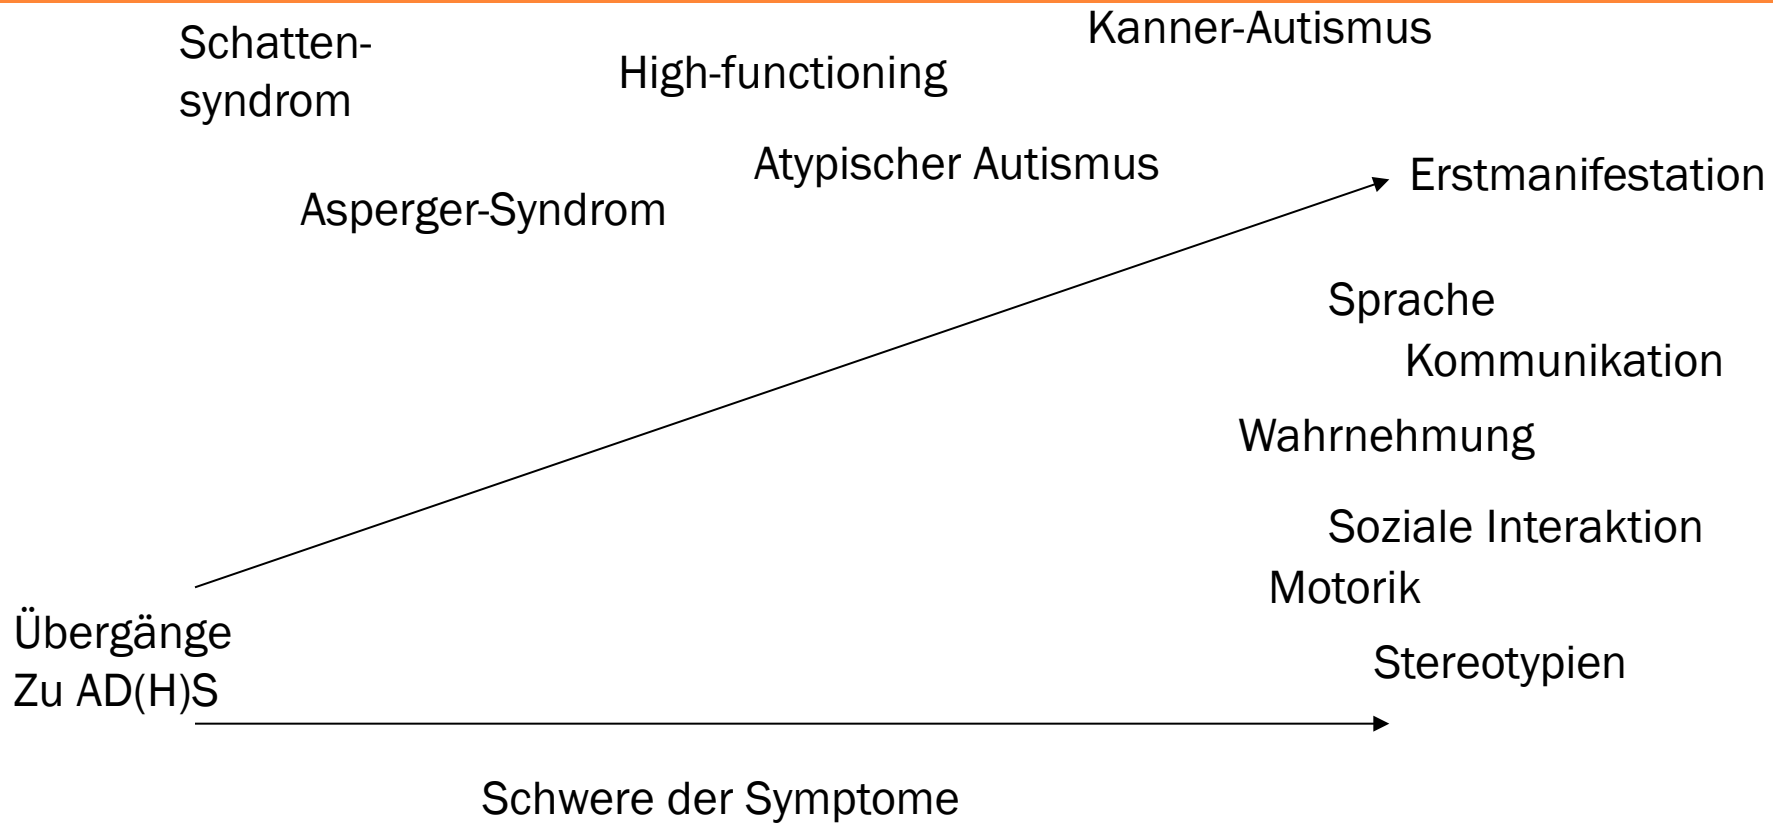 Schatten-
syndrom
High-functioning
Kanner-Autismus
Asperger-Syndrom
Atypischer Autismus
Erstmanifestation
Sprache
Kommunikation
Wahrnehmung
Soziale Interaktion
Motorik
Stereotypien
Übergänge
Zu AD(H)S
Schwere der Symptome